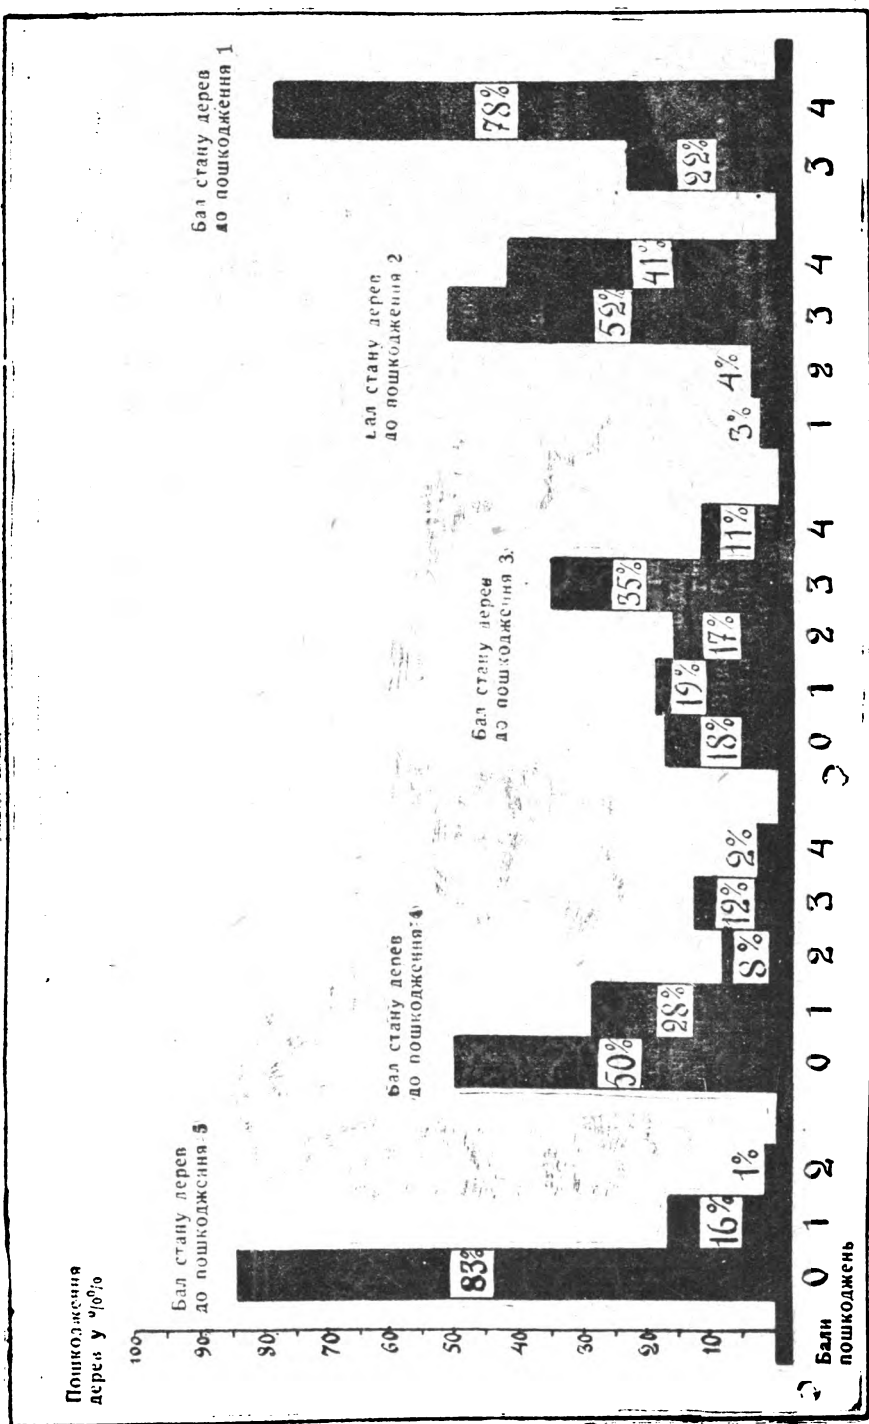 Пошкодження
дерев у %%
100
90
80
70
60
50
40
30
20
10
Бали
пошкоджень
Бал стану дерев
до пошкодження 5
83%
16%
1%
0 1 2
Бал стану дерев
до пошкодження 4
50%
28%
8%
12%
2%
0 1 2 3 4
Бал стану дерев
до пошкодження 3
18%
19%
17%
35%
11%
0 1 2 3 4
Бал стану дерев
до пошкодження 2
3%
4%
52%
41%
1 2 3 4
Бал стану дерев
до пошкодження 1
22%
78%
3 4